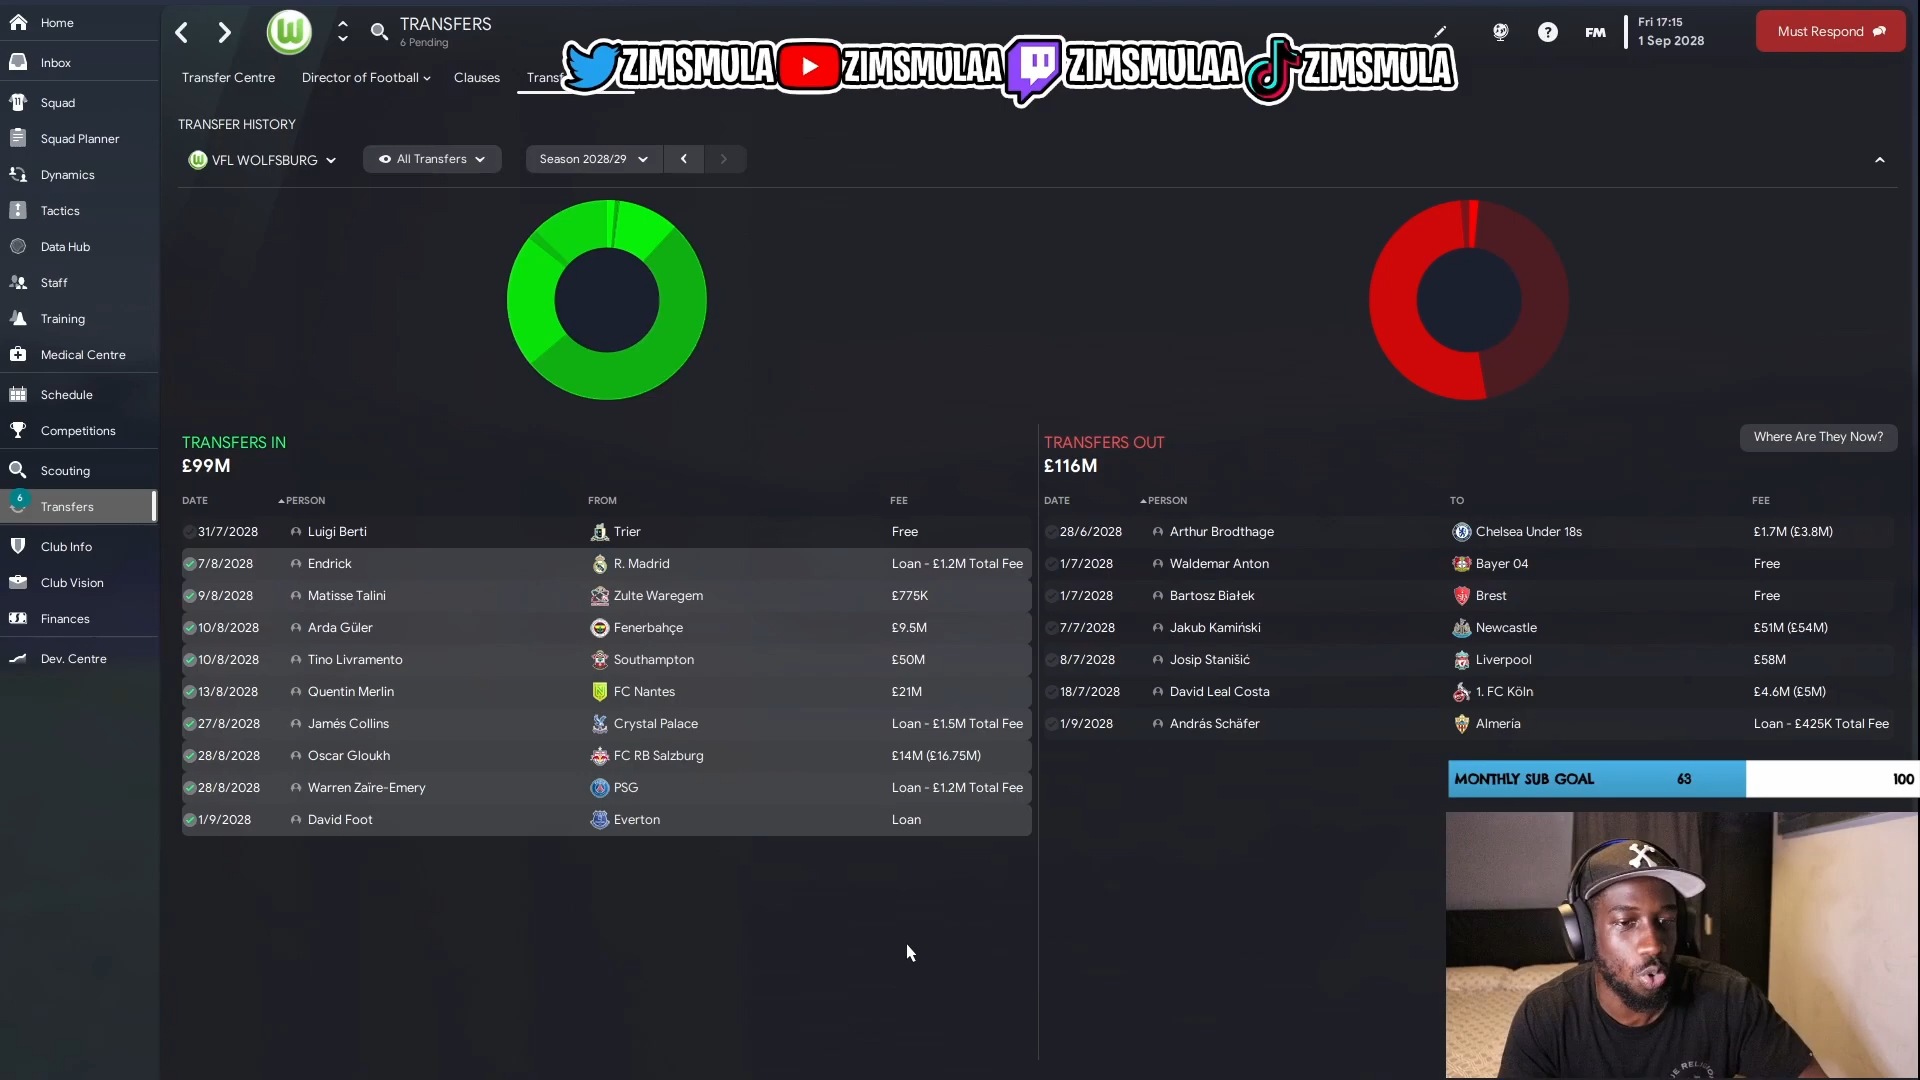 Home
Inbox
Squad
Squad Planner
Dynamics
Tactics
Data Hub
Staff
Training
Medical Centre
Schedule
Competitions
Scouting
6
Transfers
Club Info
Club Vision
Finances
Dev. Centre
TRANSFERS
6 Pending
ZIMSMULA ZIMSMULAA ZIMSMULAA ZIMSMULA
? FM Fri 17:15
1 Sep 2028
Must Respond
Transfer Centre Director of Football Clauses Transf
TRANSFER HISTORY
VFL WOLFSBURG All Transfers Season 2028/29
TRANSFERS IN
£99M
DATE PERSON FROM FEE
31/7/2028 Luigi Berti Trier Free
7/8/2028 Endrick R. Madrid Loan - £1.2M Total Fee
9/8/2028 Matisse Talini Zulte Waregem £775K
10/8/2028 Arda Güler Fenerbahçe £9.5M
10/8/2028 Tino Livramento Southampton £50M
13/8/2028 Quentin Merlin FC Nantes £21M
27/8/2028 James Collins Crystal Palace Loan - £1.5M Total Fee
28/8/2028 Oscar Gloukh FC RB Salzburg £14M (£16.75M)
28/8/2028 Warren Zaïre-Emery PSG Loan - £1.2M Total Fee
1/9/2028 David Foot Everton Loan
TRANSFERS OUT
£116M
Where Are They Now?
DATE PERSON TO FEE
28/6/2028 Arthur Brodthage Chelsea Under 18s £1.7M (£3.8M)
1/7/2028 Waldemar Anton Bayer 04 Free
1/7/2028 Bartosz Białek Brest Free
7/7/2028 Jakub Kamiński Newcastle £51M (£54M)
8/7/2028 Josip Stanišić Liverpool £58M
18/7/2028 David Leal Costa 1. FC Köln £4.6M (£5M)
1/9/2028 András Schäfer Almería Loan - £425K Total Fee
MONTHLY SUB GOAL 63 100